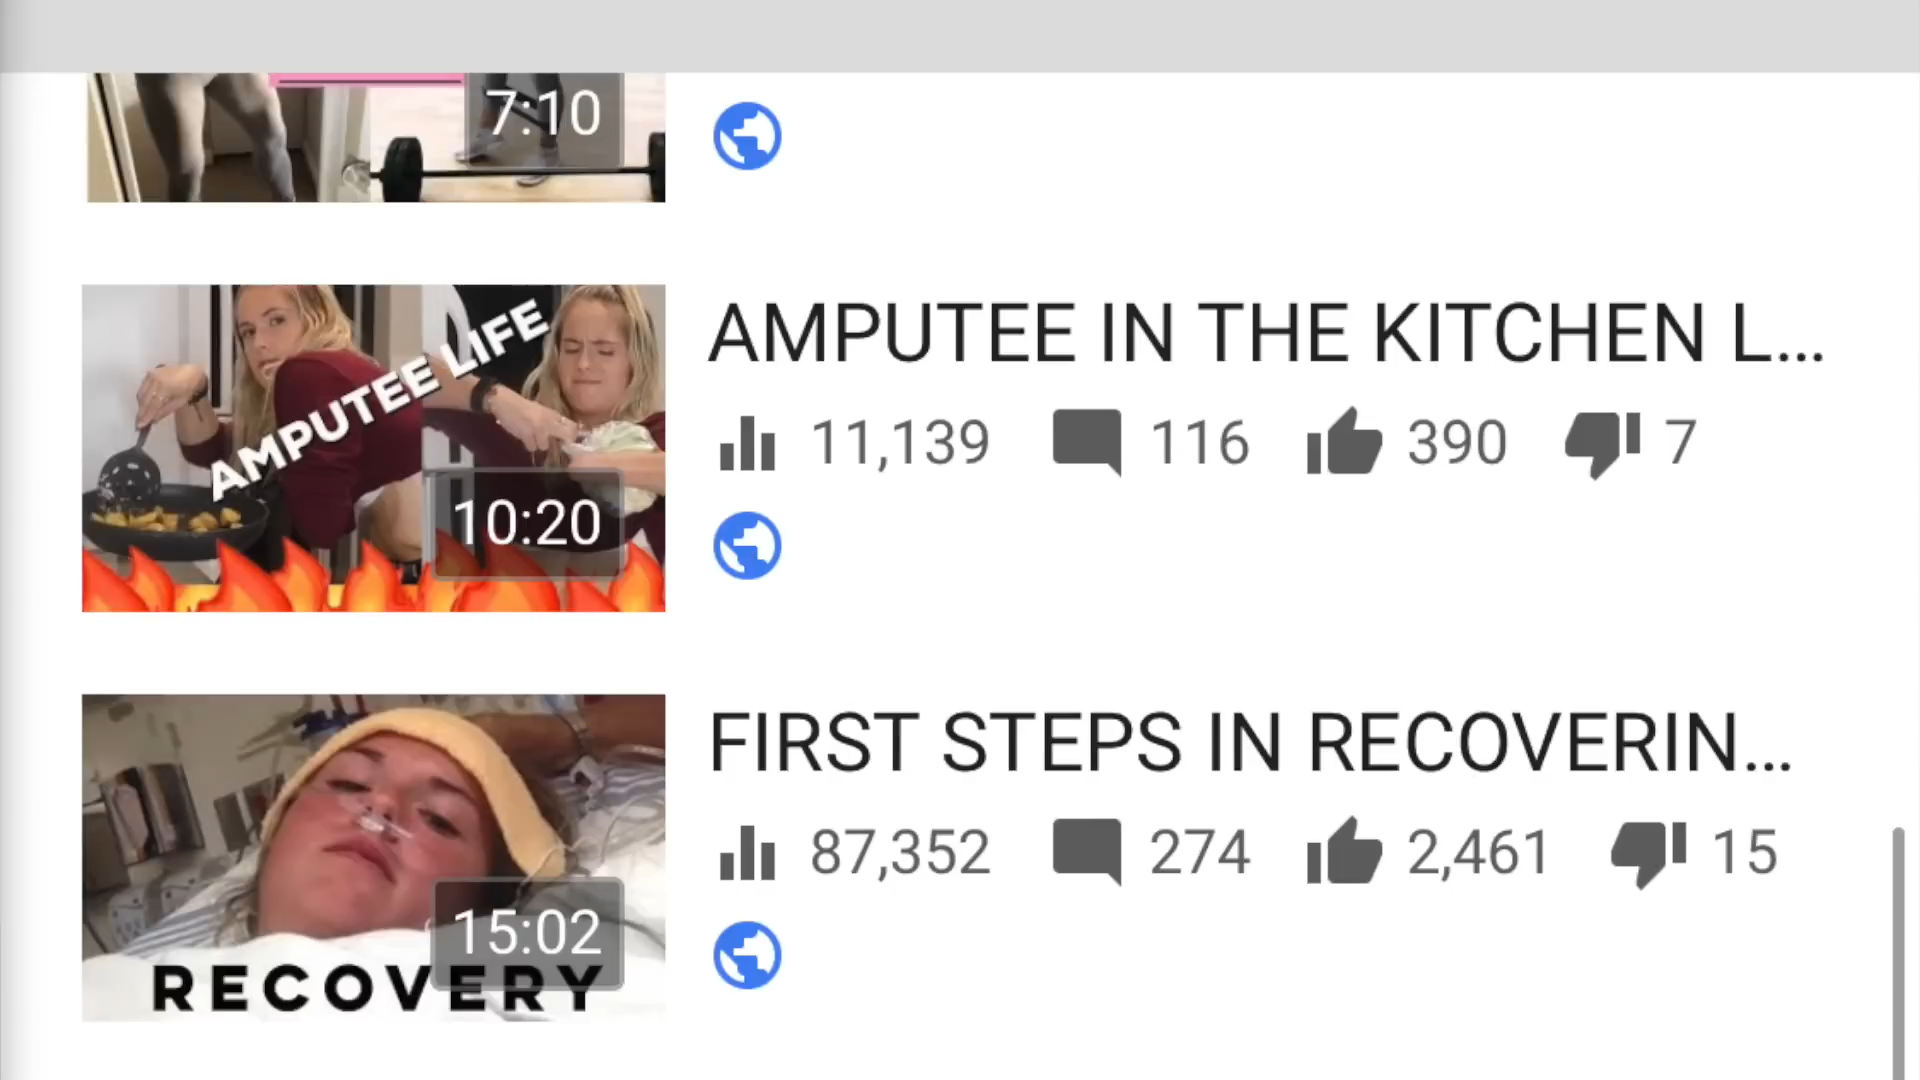 7:10
AMPUTEE LIFE
10:20
AMPUTEE IN THE KITCHEN L...
11,139 116 390 7
15:02
RECOVERY
FIRST STEPS IN RECOVERIN...
87,352 274 2,461 15